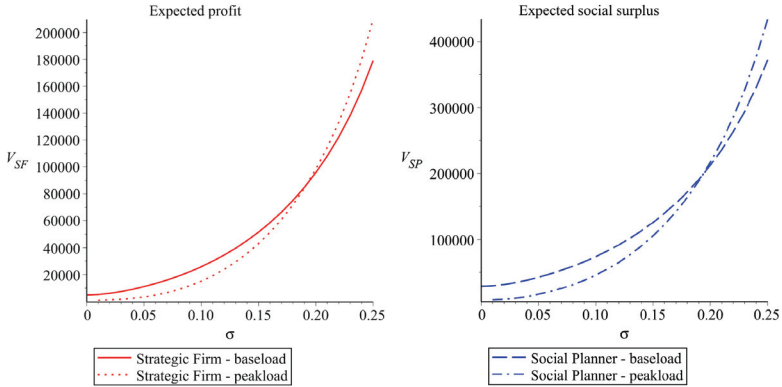 Expected profit
200000
180000
160000
140000
120000
V_SF 100000
80000
60000
40000
20000
0 0.05 0.10 0.15 0.20 0.25
σ
Strategic Firm - baseload
Strategic Firm - peakload
Expected social surplus
400000
300000
V_SP
200000
100000
0 0.05 0.10 0.15 0.20 0.25
σ
Social Planner - baseload
Social Planner - peakload